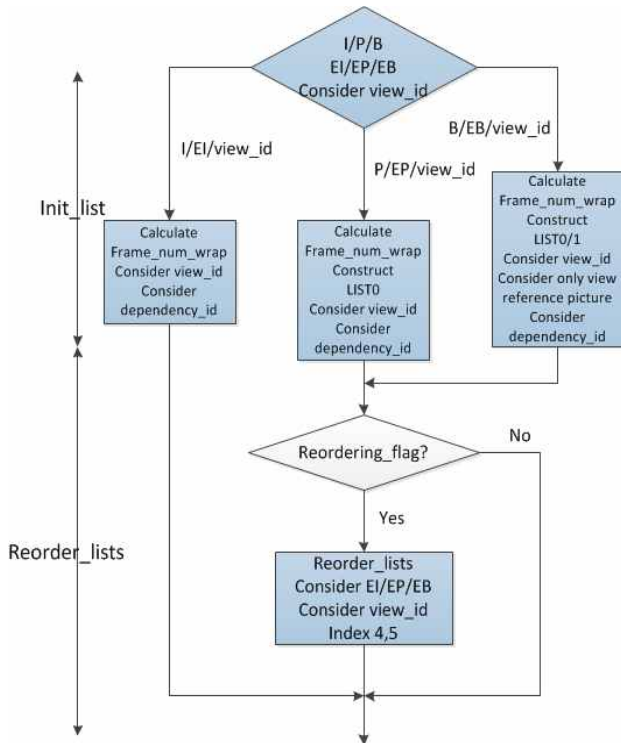 I/P/B
EI/EP/EB
Consider view_id
I/EI/view_id
P/EP/view_id
B/EB/view_id
Init_list
Calculate
Frame_num_wrap
Consider view_id
Consider
dependency_id
Calculate
Frame_num_wrap
Construct
LIST0
Consider view_id
Consider
dependency_id
Calculate
Frame_num_wrap
Construct
LIST0/1
Consider view_id
Consider only view
reference picture
Consider
dependency_id
Reordering_flag?
No
Yes
Reorder_lists
Reorder_lists
Consider EI/EP/EB
Consider view_id
Index 4,5